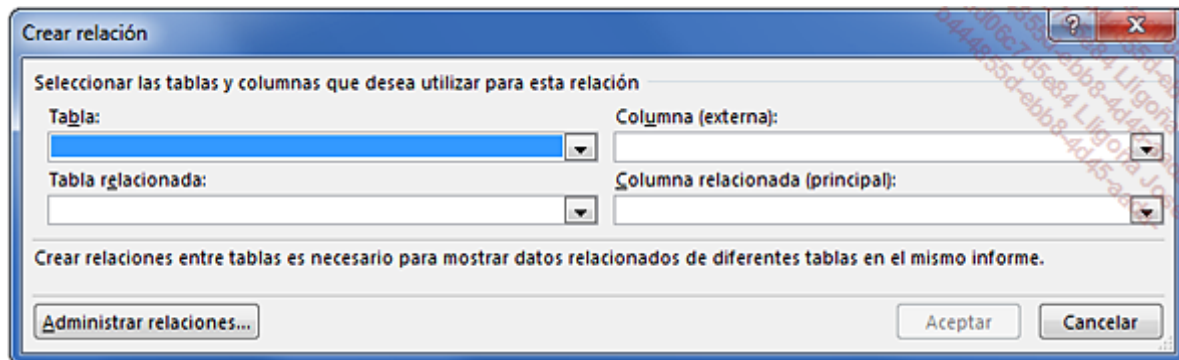 Crear relación
Seleccionar las tablas y columnas que desea utilizar para esta relación
Tabla:
Columna (externa):
Tabla relacionada:
Columna relacionada (principal):
Crear relaciones entre tablas es necesario para mostrar datos relacionados de diferentes tablas en el mismo informe.
Administrar relaciones...
Aceptar
Cancelar